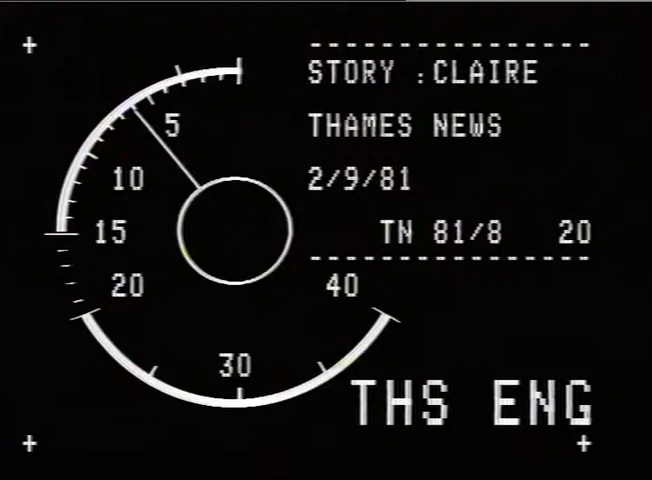 STORY :CLAIRE
THAMES NEWS
2/9/81
TN 81/8 20
5
10
15
20
30
40
THS ENG